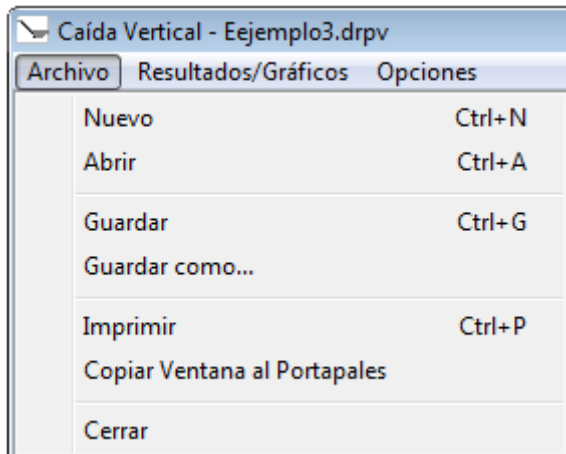 Caída Vertical - Eejemplo3.drpv
Archivo Resultados/Gráficos Opciones
Nuevo Ctrl+N
Abrir Ctrl+A
Guardar Ctrl+G
Guardar como...
Imprimir Ctrl+P
Copiar Ventana al Portapales
Cerrar